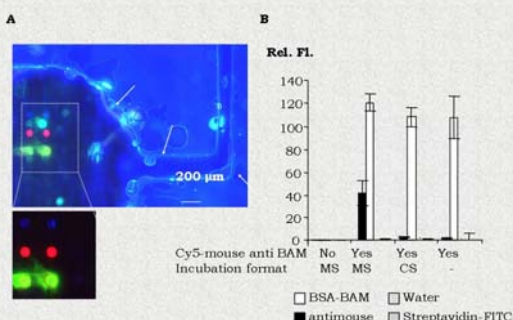 A
B
Rel. Fl.
140
120
100
80
60
40
20
0
200 µm
Cy5-mouse anti BAM No Yes Yes Yes
Incubation format MS MS CS -
BSA-BAM Water
antimouse Streptavidin-FITC